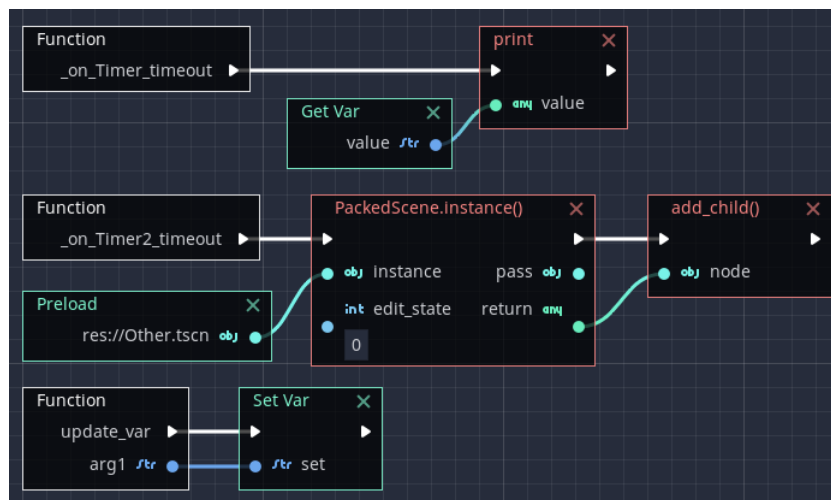 Function
_on_Timer_timeout
print
any value
Get Var
value Str
Function
_on_Timer2_timeout
PackedScene.instance()
obj instance
pass obj
int edit_state
return any
0
add_child()
obj node
Preload
res://Other.tscn obj
Function
update_var
arg1 Str
Set Var
Str set